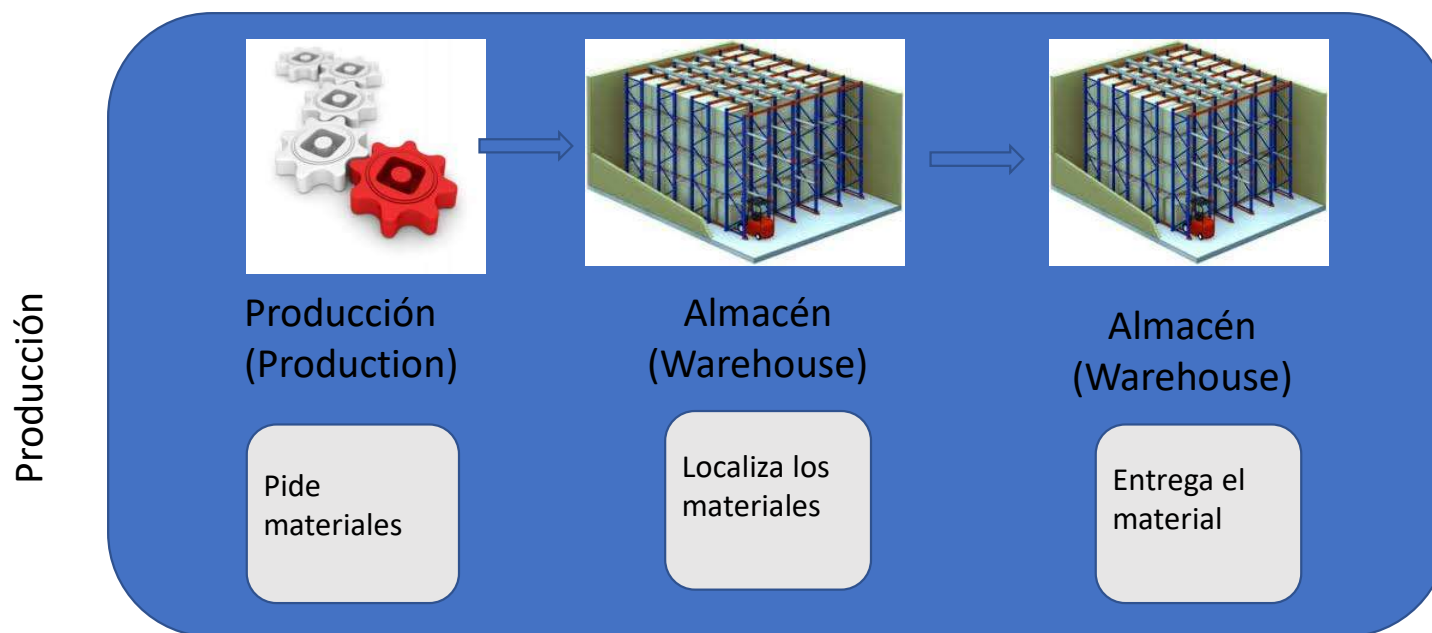 Producción
Producción
(Production)
Almacén
(Warehouse)
Almacén
(Warehouse)
Pide
materiales
Localiza los
materiales
Entrega el
material